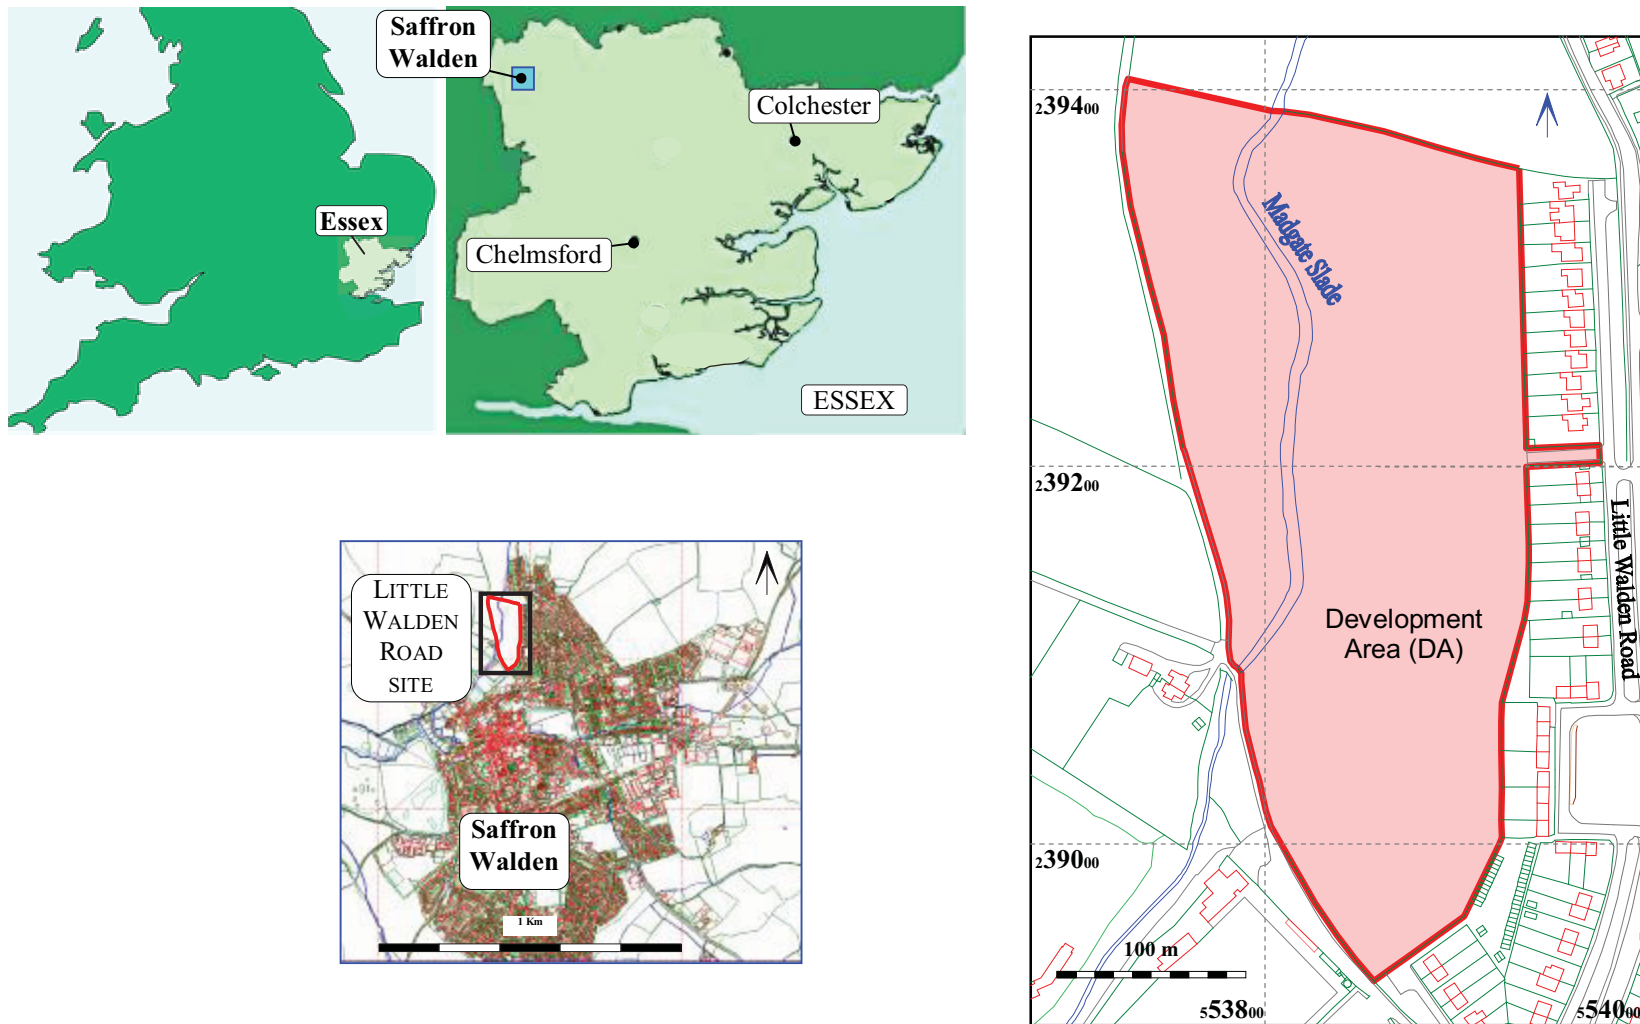 Saffron
Walden
Colchester
Essex
Chelmsford
ESSEX
LITTLE
WALDEN
ROAD
SITE
Saffron
Walden
1 Km
239400
Madgate Slade
239200
Little Walden Road
Development
Area (DA)
239000
100 m
553800
554000